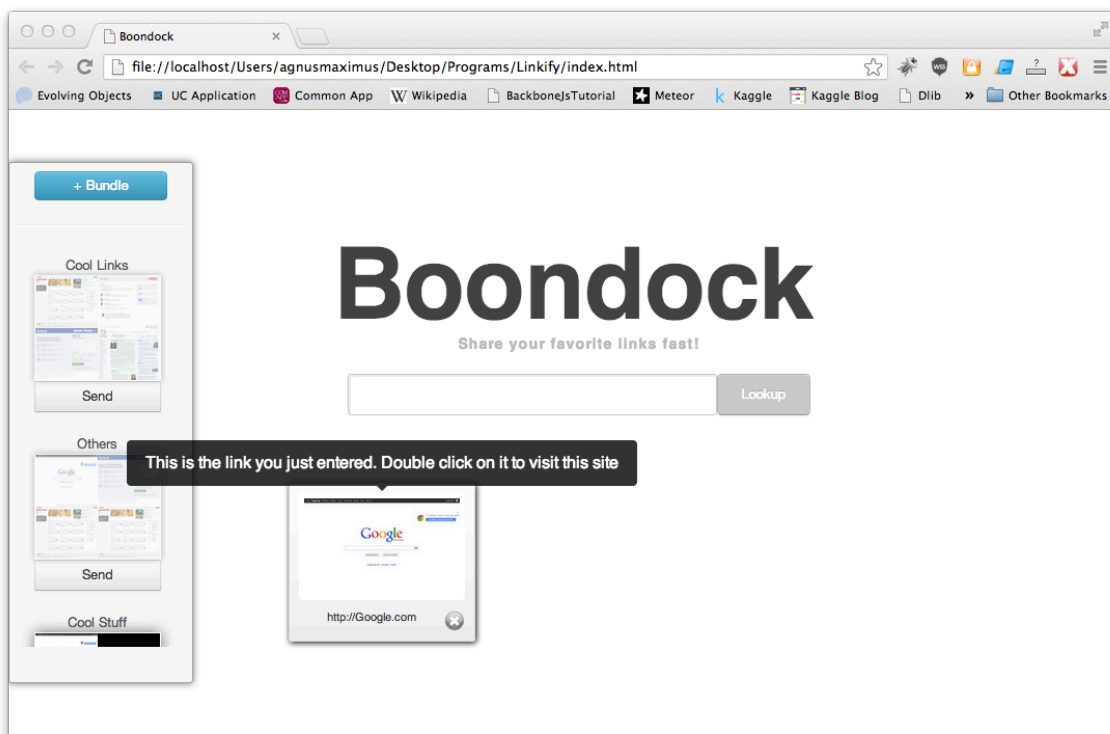 Boondock
file://localhost/Users/agnusmaximus/Desktop/Programs/Linkify/index.html
Evolving Objects UC Application Common App Wikipedia BackboneJsTutorial Meteor Kaggle Kaggle Blog Dlib » Other Bookmarks
+ Bundle
Cool Links
Send
Others
Send
Cool Stuff
Boondock
Share your favorite links fast!
Lookup
This is the link you just entered. Double click on it to visit this site
Google
http://Google.com